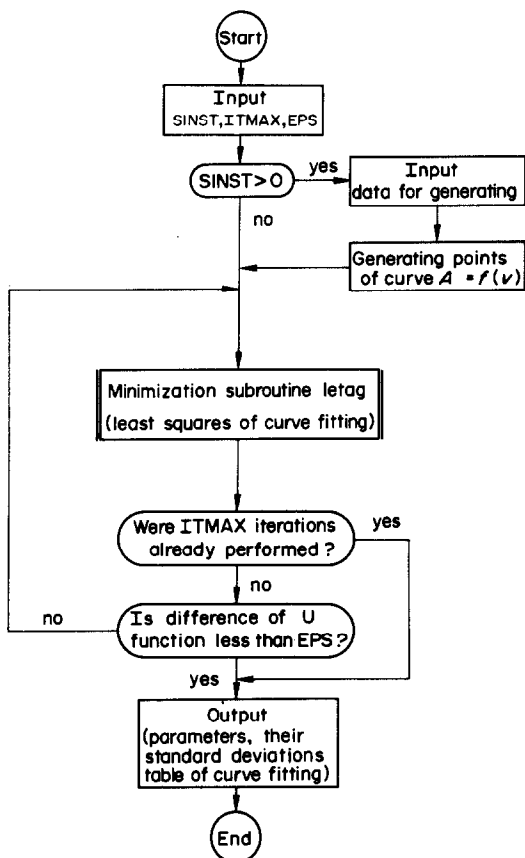 Start
Input
SINST,ITMAX,EPS
SINST>0
yes
Input
data for generating
no
Generating points
of curve A = f(v)
Minimization subroutine letag
(least squares of curve fitting)
Were ITMAX iterations
already performed?
yes
no
no
Is difference of U
function less than EPS?
yes
Output
(parameters, their
standard deviations
table of curve fitting)
End